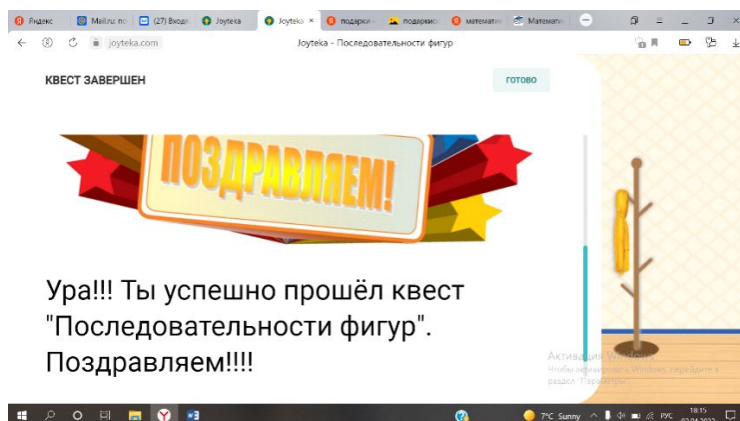 Яндекс Mail.ru: по (27) Входя Joyteka Joyteka подарки - подаркис математи Математи
joyteka.com Joyteka - Последовательности фигур
КВЕСТ ЗАВЕРШЕН ГОТОВО
ПОЗДРАВЛЯЕМ!
Ура!!! Ты успешно прошёл квест
"Последовательности фигур".
Поздравляем!!!!
Активация Windows
Чтобы активировать Windows, перейдите в
раздел "Параметры".
7°C Sunny РУС 18:15